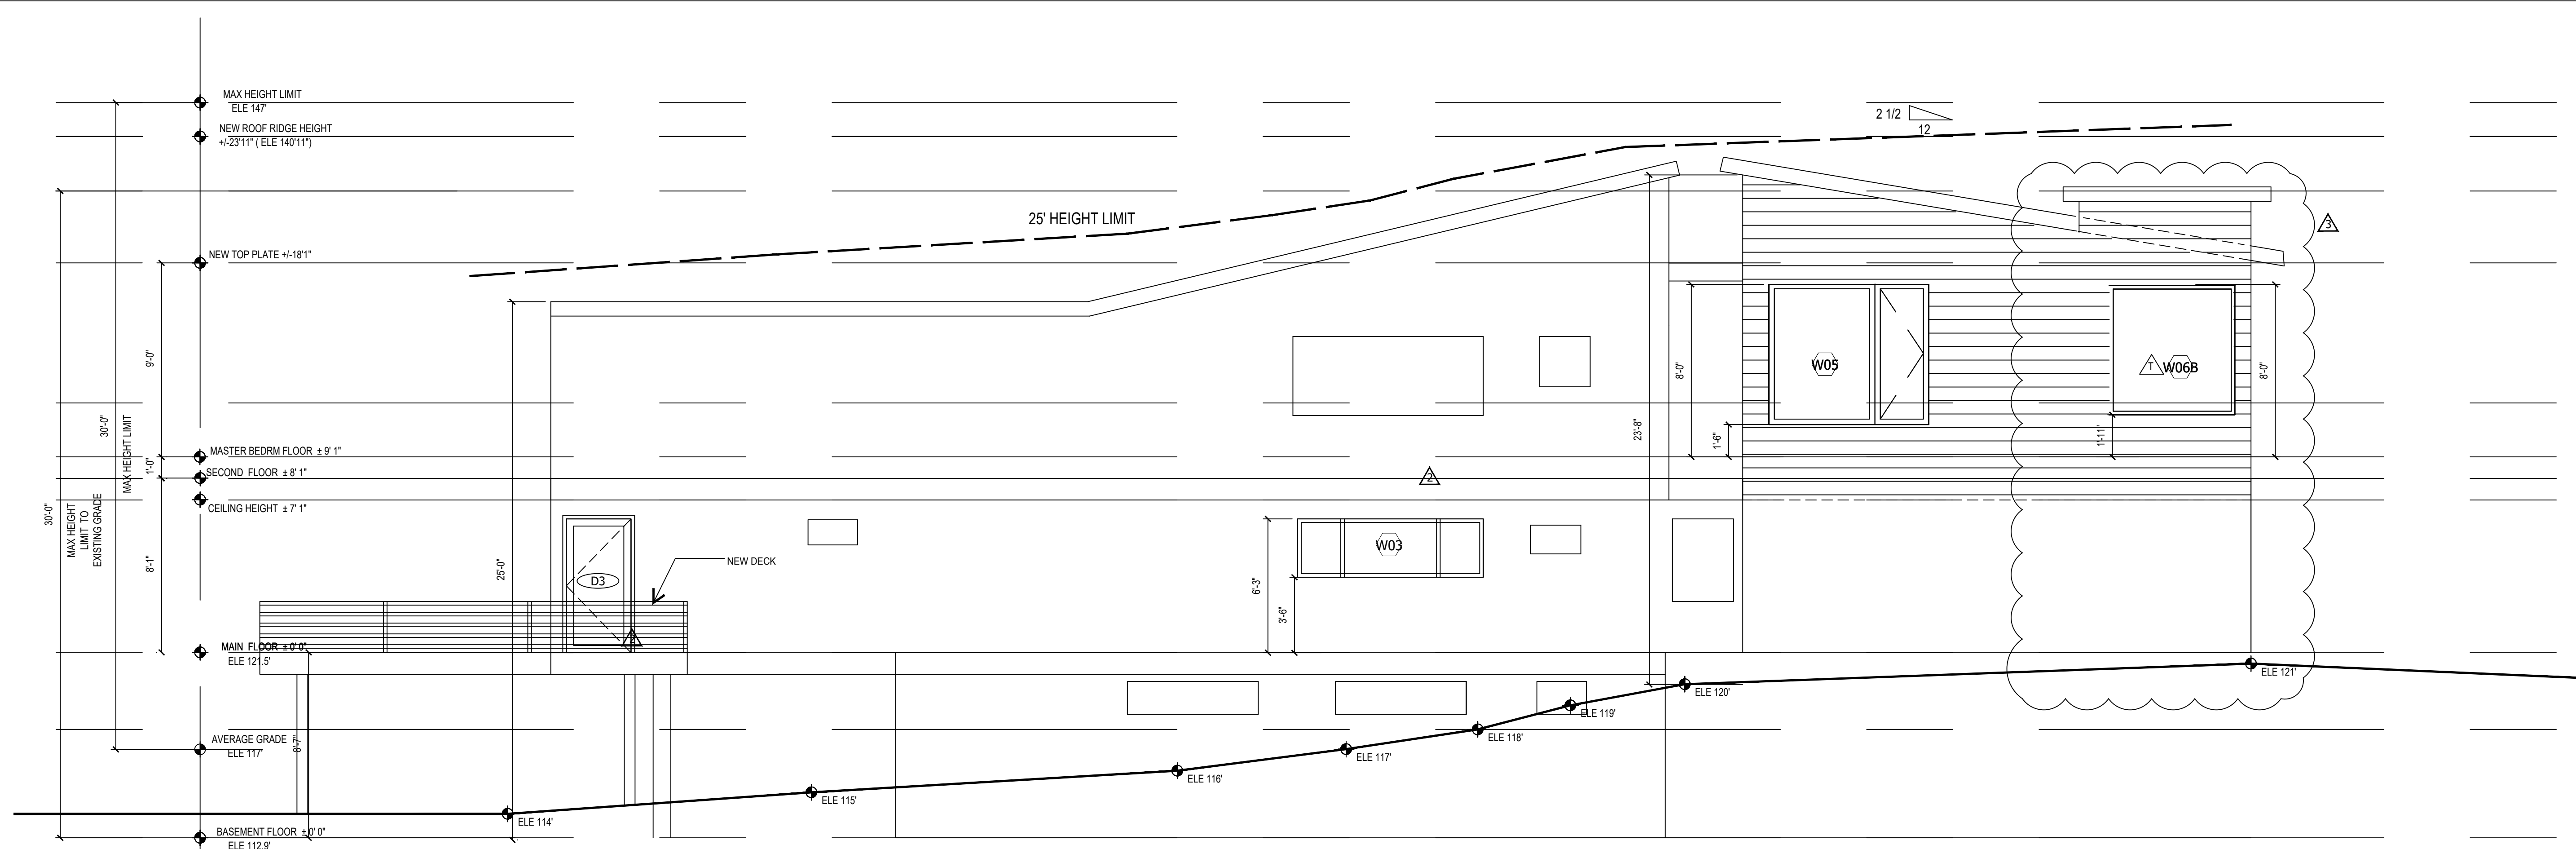 MAX HEIGHT LIMIT
ELE 147'
NEW ROOF RIDGE HEIGHT
+/-23'11" ( ELE 140'11")
2 1/2
12
25' HEIGHT LIMIT
3
NEW TOP PLATE +/-18'1"
9'-0"
30'-0"
MAX HEIGHT LIMIT
1'-0"
MASTER BEDRM FLOOR ± 9' 1"
SECOND FLOOR ± 8' 1"
CEILING HEIGHT ± 7' 1"
30'-0"
MAX HEIGHT
LIMIT TO
EXISTING GRADE
8'-1"
25'-0"
D3
NEW DECK
2
2
W03
6'-3"
3'-6"
23'-8"
8'-0"
1'-6"
W05
T
W06B
1'-11"
8'-0"
MAIN FLOOR ± 0' 0"
ELE 121.5'
AVERAGE GRADE
ELE 117'
8'-7"
BASEMENT FLOOR ± 0' 0"
ELE 112.9'
ELE 114'
ELE 115'
ELE 116'
ELE 117'
ELE 118'
ELE 119'
ELE 120'
ELE 121'